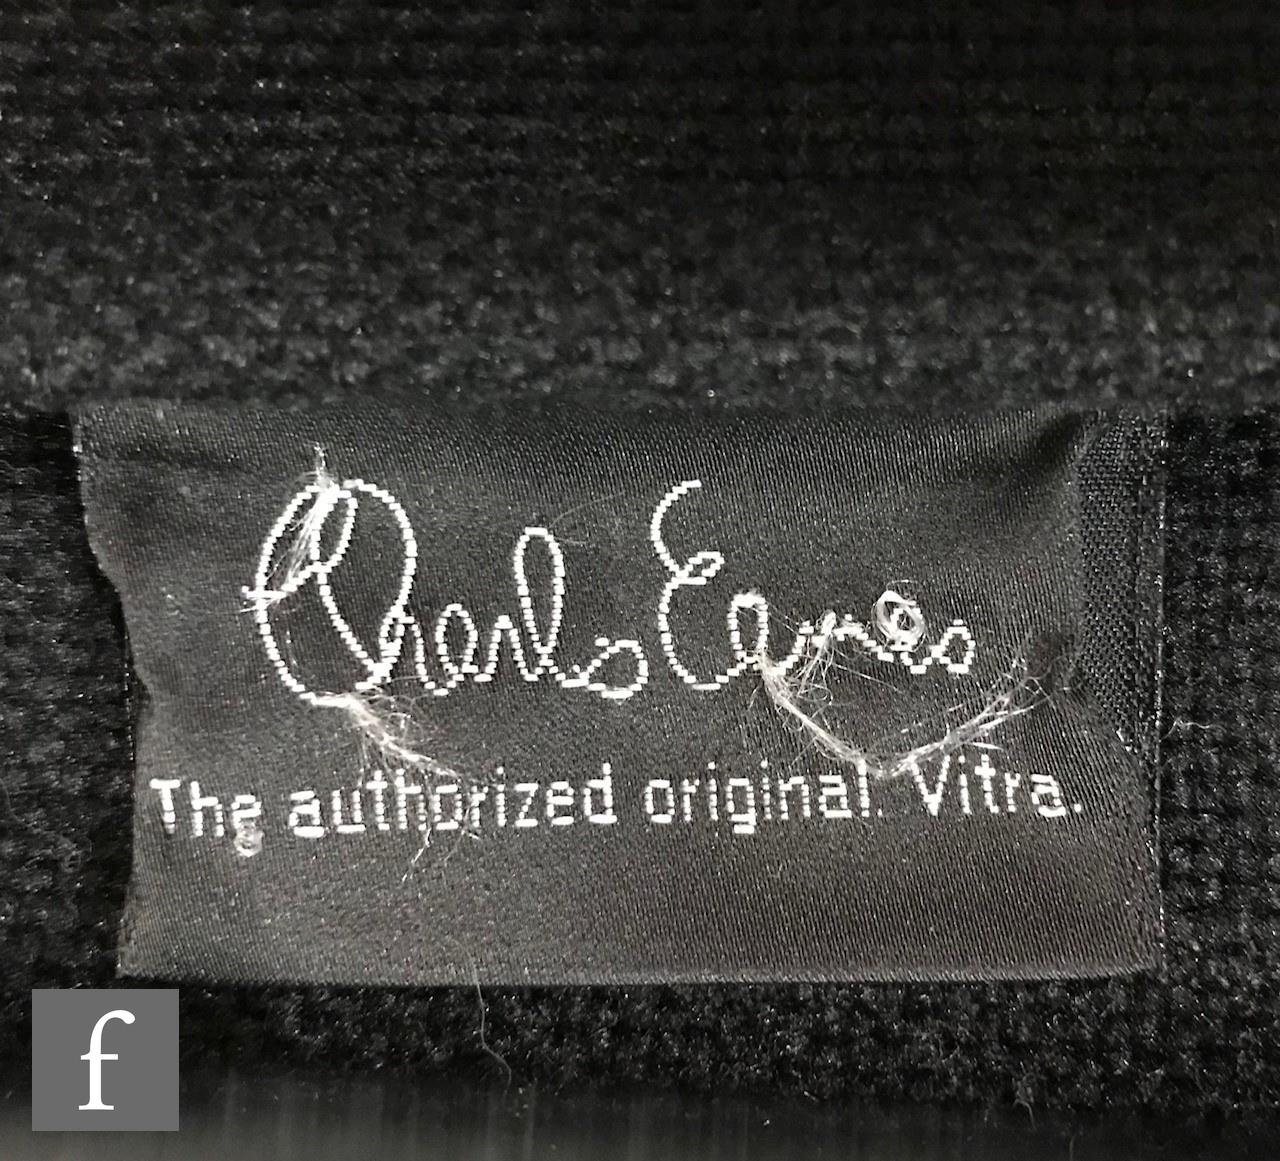 Charles Eames
The authorized original. Vitra.
f